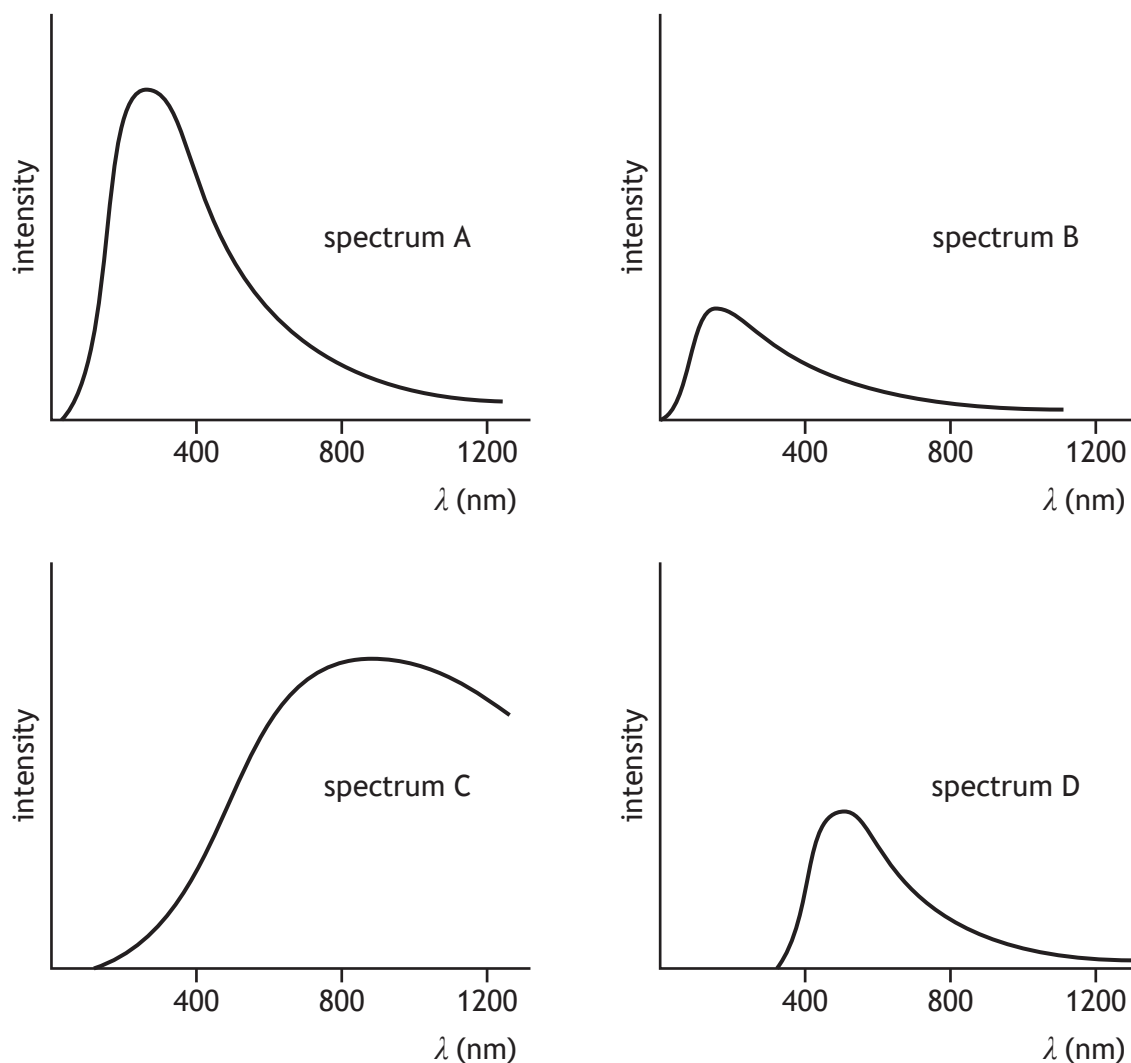 intensity
spectrum A
400 800 1200
λ (nm)
intensity
spectrum B
400 800 1200
λ (nm)
intensity
spectrum C
400 800 1200
λ (nm)
intensity
spectrum D
400 800 1200
λ (nm)